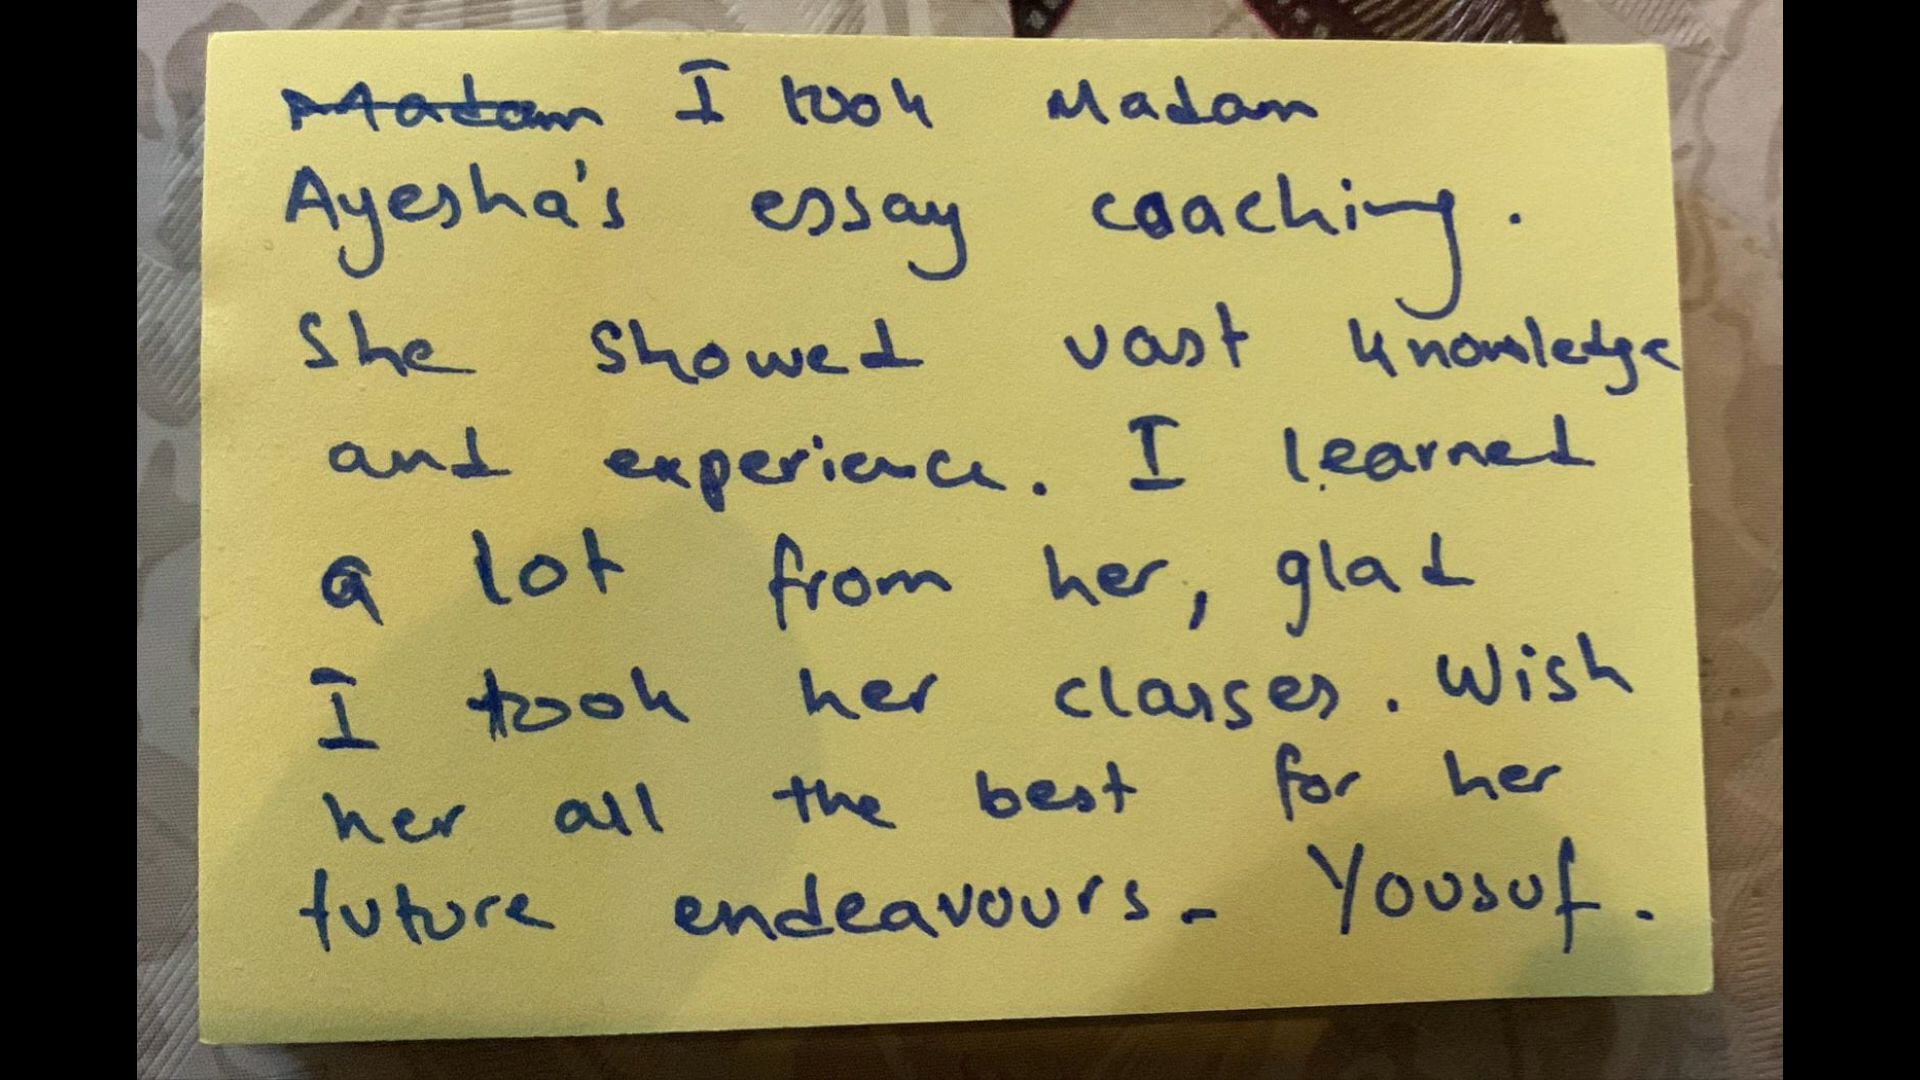 Madam I took Madam
Ayesha's essay coaching.
She showed vast knowledge
and experience. I learned
a lot from her, glad
I took her classes. Wish
her all the best for her
future endeavours- Yousuf.